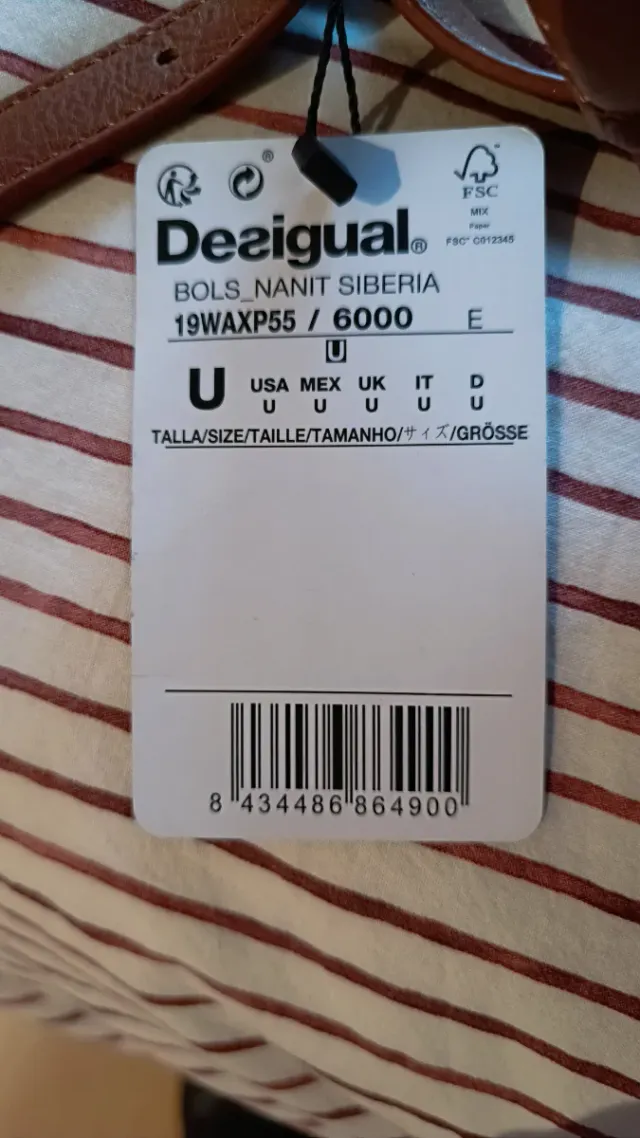 FSC
MIX
Paper
FSC™ C012345
®
Desigual®
BOLS_NANIT SIBERIA
19WAXP55 / 6000 E
U
U USA MEX UK IT D
U U U U U
TALLA/SIZE/TAILLE/TAMANHO/サイズ/GRÖSSE
8 434486 864900